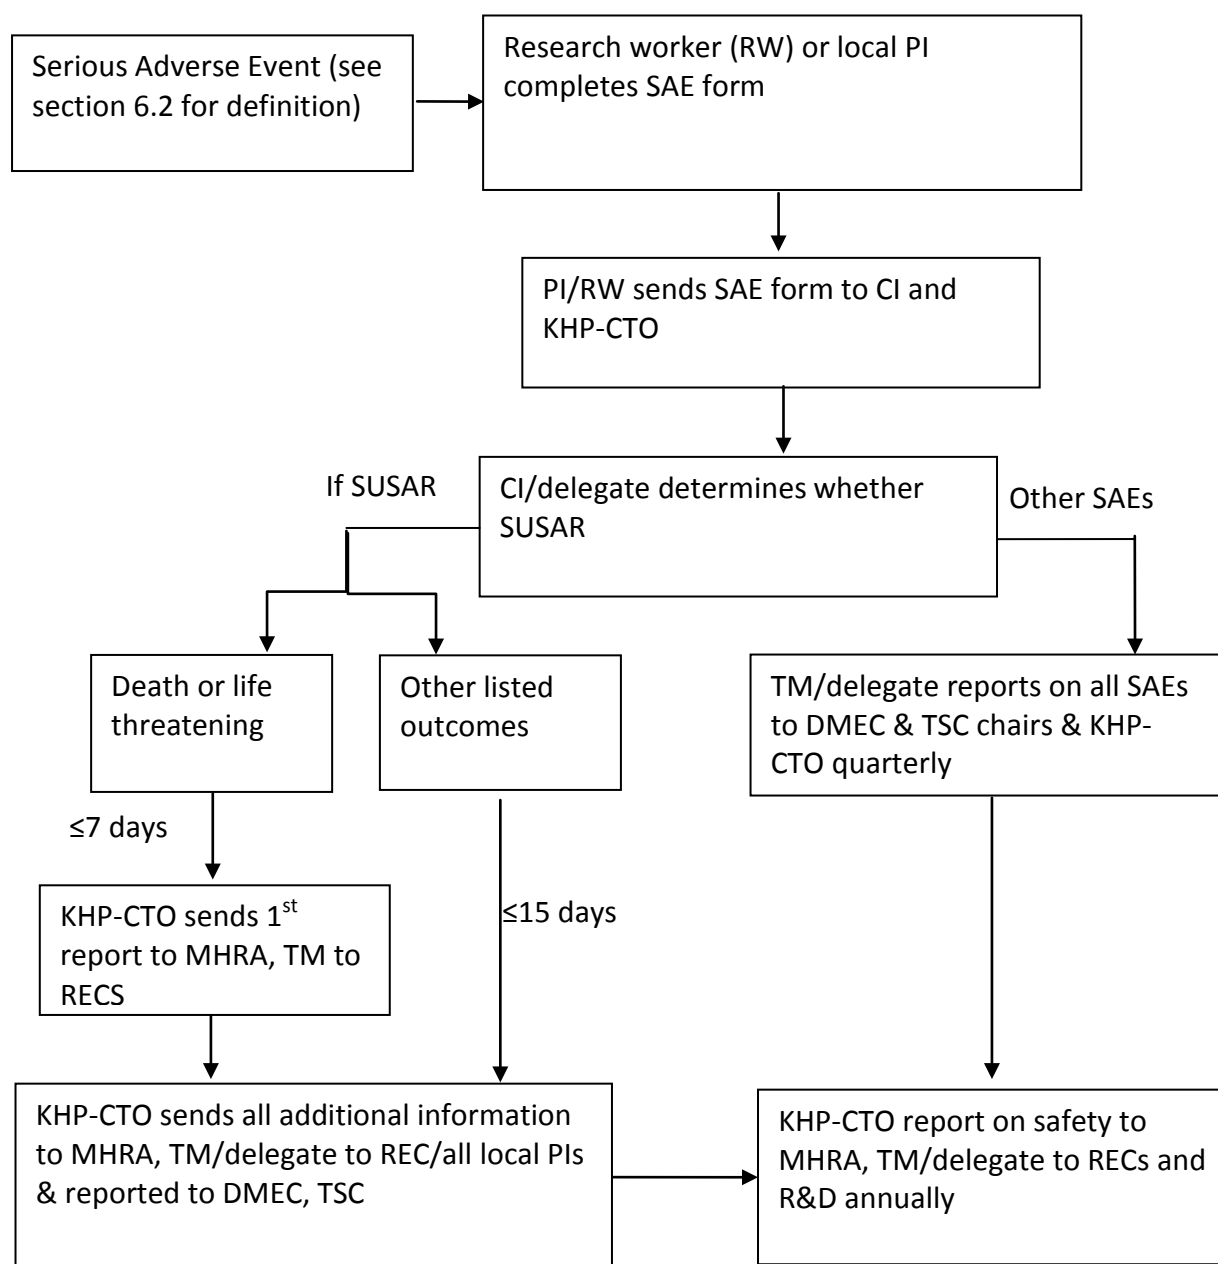 Serious Adverse Event (see
section 6.2 for definition)
Research worker (RW) or local PI
completes SAE form
PI/RW sends SAE form to CI and
KHP-CTO
If SUSAR
CI/delegate determines whether
SUSAR
Other SAEs
Death or life
threatening
Other listed
outcomes
TM/delegate reports on all SAEs
to DMEC & TSC chairs & KHP-
CTO quarterly
≤7 days
KHP-CTO sends 1st
report to MHRA, TM to
RECS
≤15 days
KHP-CTO sends all additional information
to MHRA, TM/delegate to REC/all local PIs
& reported to DMEC, TSC
KHP-CTO report on safety to
MHRA, TM/delegate to RECs and
R&D annually